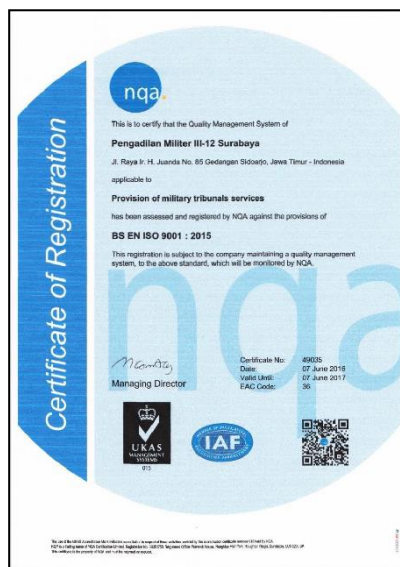 Certificate of Registration
nqa.
This is to certify that the Quality Management System of
Pengadilan Militer III-12 Surabaya
Jl. Raya Ir. H. Juanda No. 85 Gedangan Sidoarjo, Jawa Timur - Indonesia
applicable to
Provision of military tribunals services
has been assessed and registered by NQA against the provisions of
BS EN ISO 9001 : 2015
This registration is subject to the company maintaining a quality management
system, to the above standard, which will be monitored by NQA.
nqa
Managing Director
Certificate No: 49035
Date: 07 June 2016
Valid Until: 07 June 2017
EAC Code: 36
UKAS
MANAGEMENT
SYSTEMS
015
IAF